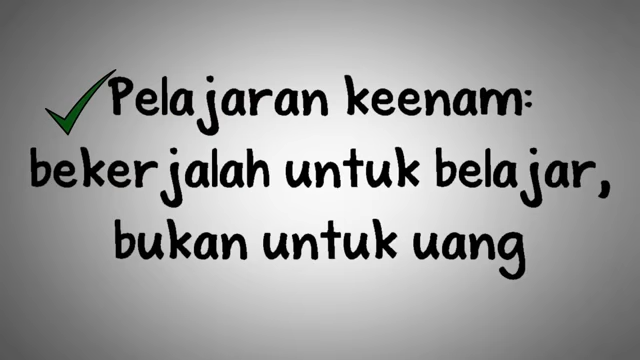 Pelajaran keenam:
bekerjalah untuk belajar,
bukan untuk uang